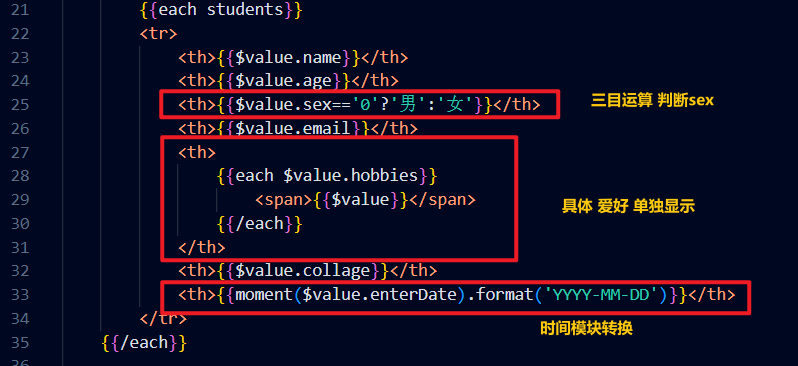 21 {{each students}}
22 <tr>
23 <th>{{$value.name}}</th>
24 <th>{{$value.age}}</th>
25 <th>{{$value.sex=='0'?'男':'女'}}</th> 三目运算 判断sex
26 <th>{{$value.email}}</th>
27 <th>
28 {{each $value.hobbies}}
29 <span>{{$value}}</span> 具体 爱好 单独显示
30 {{/each}}
31 </th>
32 <th>{{$value.collage}}</th>
33 <th>{{moment($value.enterDate).format('YYYY-MM-DD')}}</th>
时间模块转换
34 </tr>
35 {{/each}}